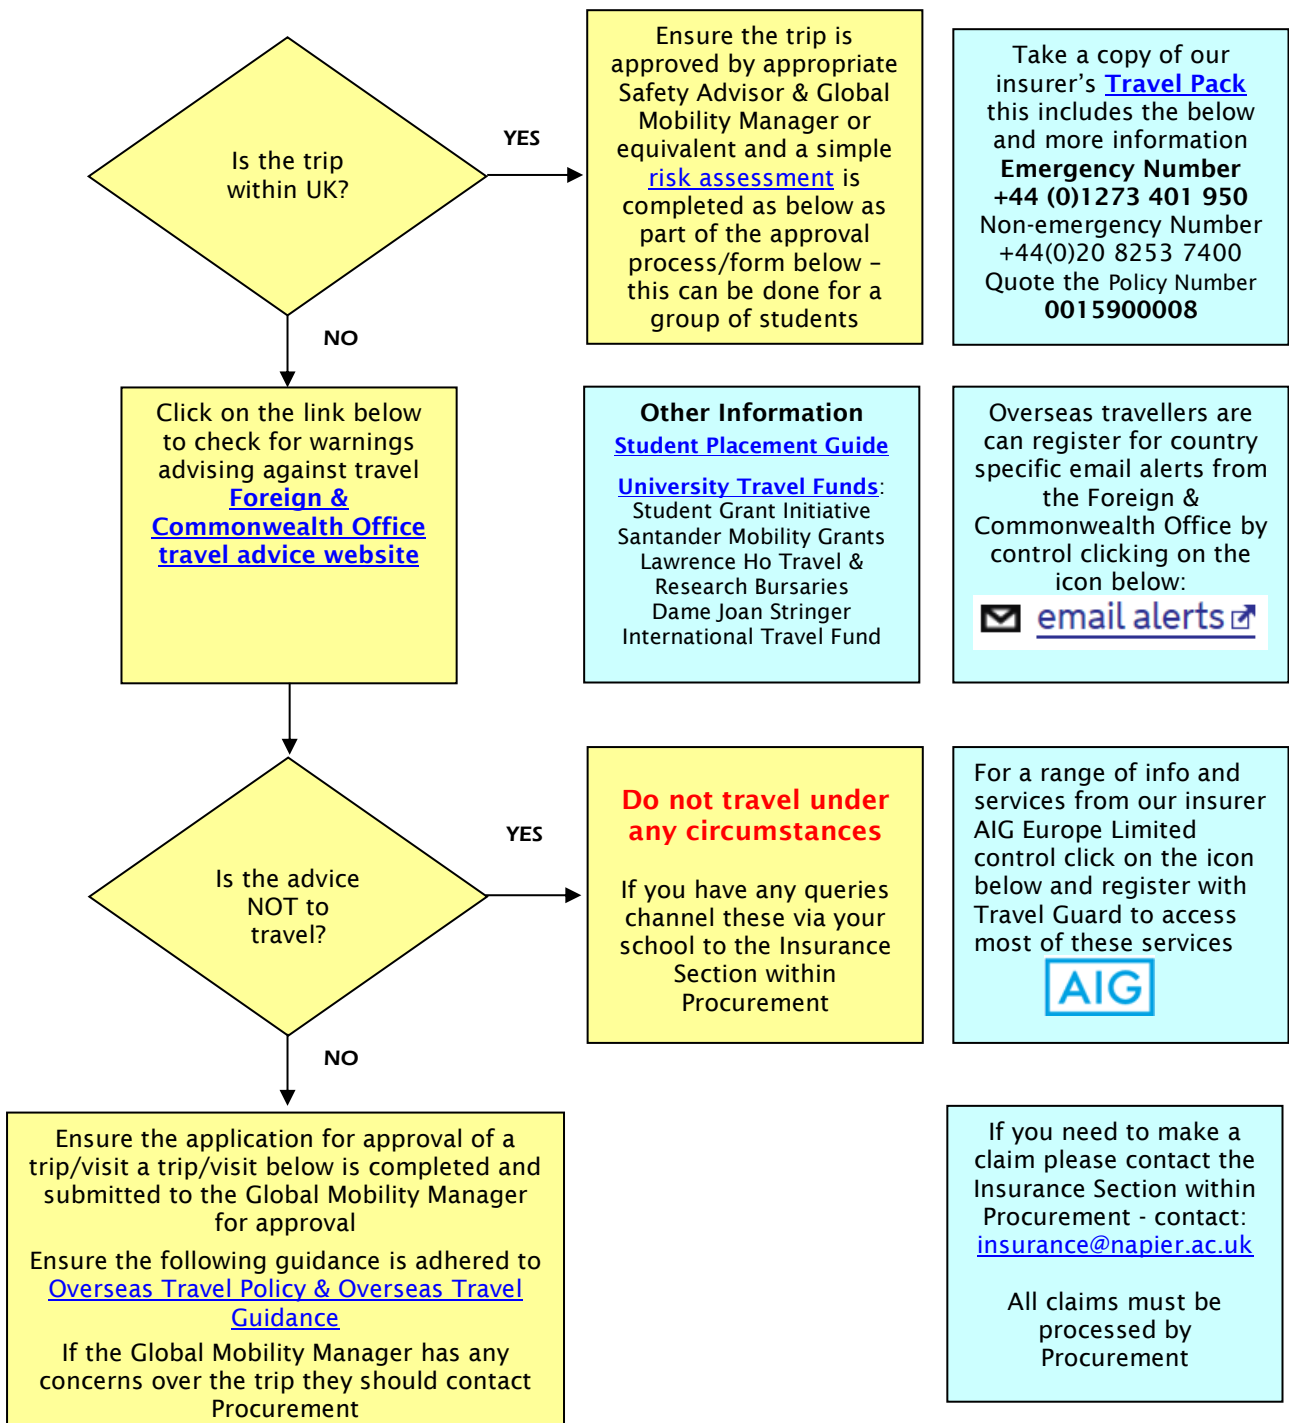 Is the trip
within UK?
YES
NO
Ensure the trip is
approved by appropriate
Safety Advisor & Global
Mobility Manager or
equivalent and a simple
risk assessment is
completed as below as
part of the approval
process/form below –
this can be done for a
group of students
Take a copy of our
insurer’s Travel Pack
this includes the below
and more information
Emergency Number
+44 (0)1273 401 950
Non-emergency Number
+44(0)20 8253 7400
Quote the Policy Number
0015900008
Click on the link below
to check for warnings
advising against travel
Foreign &
Commonwealth Office
travel advice website
Other Information
Student Placement Guide
University Travel Funds:
Student Grant Initiative
Santander Mobility Grants
Lawrence Ho Travel &
Research Bursaries
Dame Joan Stringer
International Travel Fund
Overseas travellers are
can register for country
specific email alerts from
the Foreign &
Commonwealth Office by
control clicking on the
icon below:
email alerts
Is the advice
NOT to
travel?
YES
NO
Do not travel under
any circumstances
If you have any queries
channel these via your
school to the Insurance
Section within
Procurement
For a range of info and
services from our insurer
AIG Europe Limited
control click on the icon
below and register with
Travel Guard to access
most of these services
AIG
Ensure the application for approval of a
trip/visit a trip/visit below is completed and
submitted to the Global Mobility Manager
for approval
Ensure the following guidance is adhered to
Overseas Travel Policy & Overseas Travel
Guidance
If the Global Mobility Manager has any
concerns over the trip they should contact
Procurement
If you need to make a
claim please contact the
Insurance Section within
Procurement - contact:
insurance@napier.ac.uk
All claims must be
processed by
Procurement